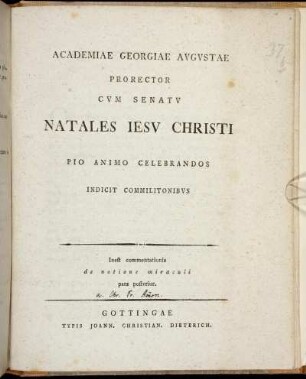 ACADEMIAE GEORGIAE AVGVSTAE
PRORECTOR
CVM SENATV
NATALES IESV CHRISTI
PIO ANIMO CELEBRANDOS
INDICIT COMMILITONIBVS
Inest commentationis
de notione miraculi
pars posterior.
GOTTINGAE
TYPIS JOANN. CHRISTIAN. DIETERICH.